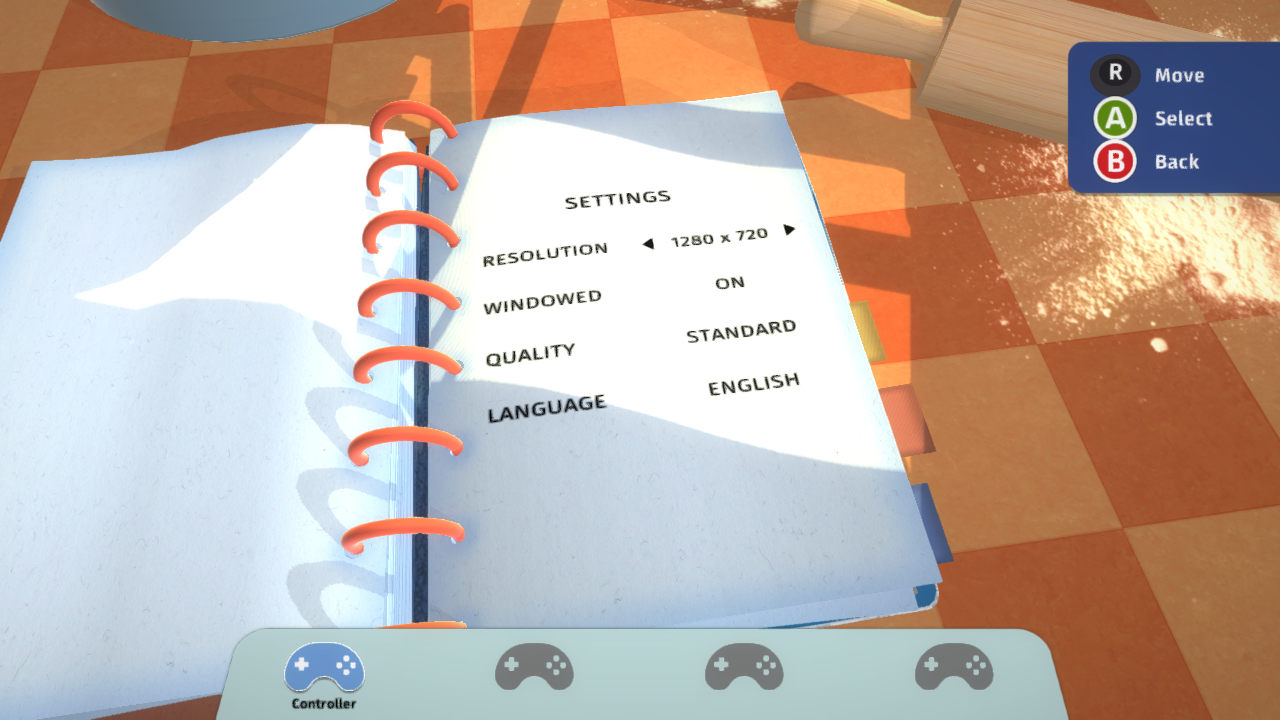 R Move
A Select
B Back
SETTINGS
RESOLUTION ◀ 1280 x 720 ▶
WINDOWED ON
QUALITY STANDARD
LANGUAGE ENGLISH
Controller